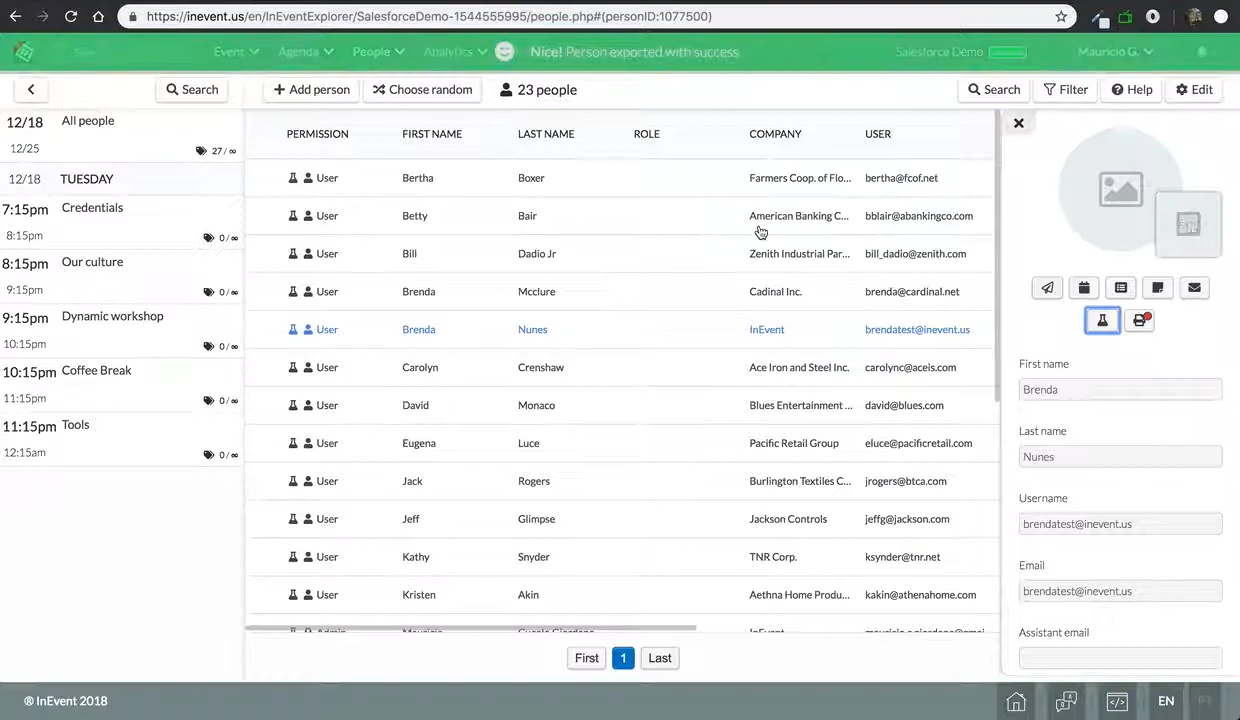 https://inevent.us/en/InEventExplorer/SalesforceDemo-1544555995/people.php#(personID:1077500)
Event Agenda People Analytics Nice! Person exported with success Salesforce Demo Mauricio G.
Search + Add person Choose random 23 people Search Filter Help Edit
12/18 All people
12/25 27 / ∞
12/18 TUESDAY
7:15pm Credentials
8:15pm 0 / ∞
8:15pm Our culture
9:15pm 0 / ∞
9:15pm Dynamic workshop
10:15pm 0 / ∞
10:15pm Coffee Break
11:15pm 0 / ∞
11:15pm Tools
12:15am 0 / ∞
PERMISSION FIRST NAME LAST NAME ROLE COMPANY USER
User Bertha Boxer Farmers Coop. of Flo... bertha@fcof.net
User Betty Bair American Banking C... bblair@abankingco.com
User Bill Dadio Jr Zenith Industrial Par... bill_dadio@zenith.com
User Brenda Mcclure Cadinal Inc. brenda@cardinal.net
User Brenda Nunes InEvent brendatest@inevent.us
User Carolyn Crenshaw Ace Iron and Steel Inc. carolync@aceis.com
User David Monaco Blues Entertainment ... david@blues.com
User Eugena Luce Pacific Retail Group eluce@pacificretail.com
User Jack Rogers Burlington Textiles C... jrogers@btca.com
User Jeff Glimpse Jackson Controls jeffg@jackson.com
User Kathy Snyder TNR Corp. ksynder@tnr.net
User Kristen Akin Aethna Home Produ... kakin@athenahome.com
First 1 Last
First name
Brenda
Last name
Nunes
Username
brendatest@inevent.us
Email
brendatest@inevent.us
Assistant email
® InEvent 2018 EN